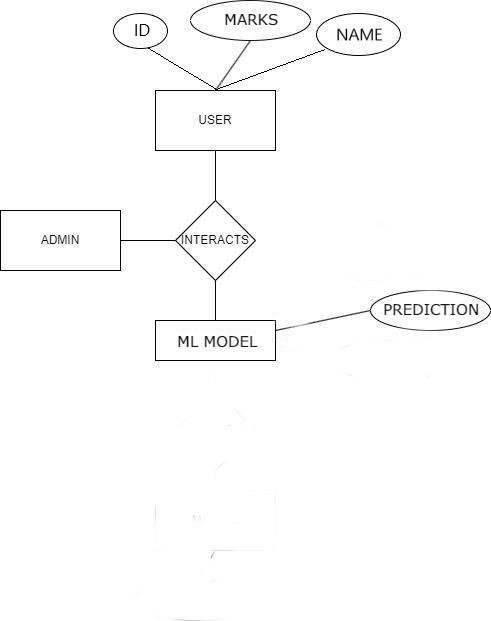 ID
MARKS
NAME
USER
ADMIN
INTERACTS
PREDICTION
ML MODEL